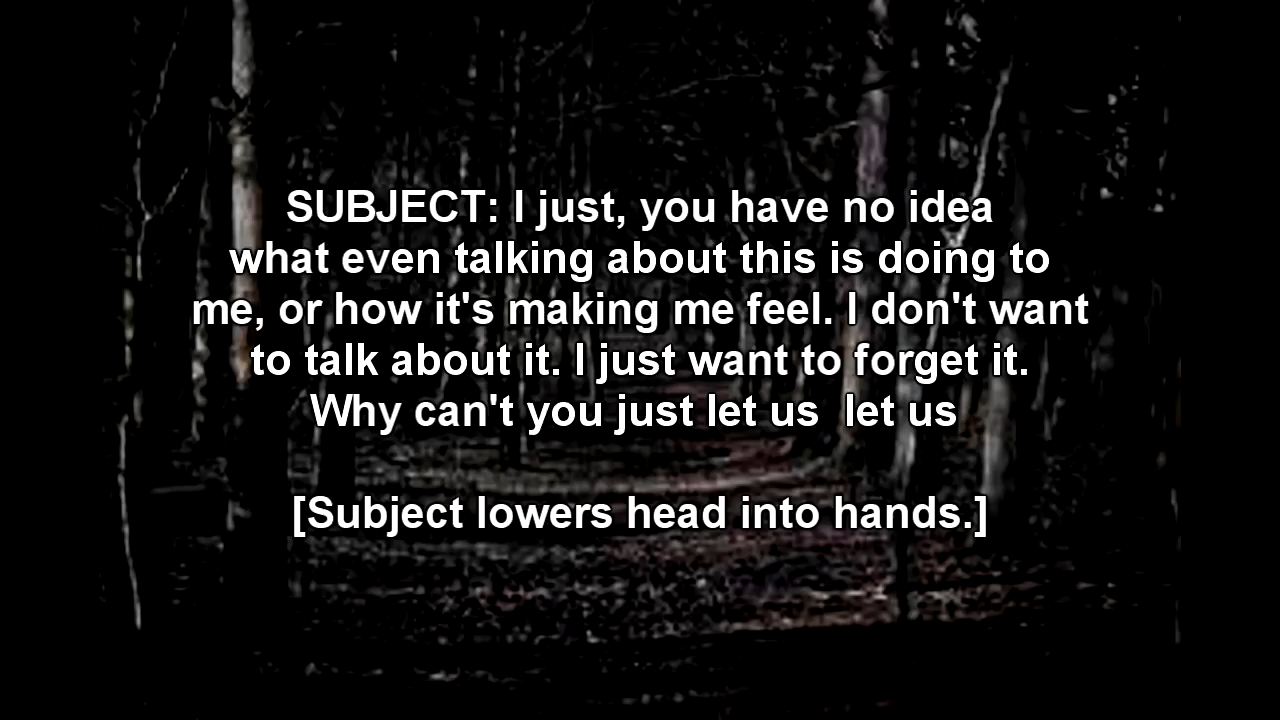 SUBJECT: I just, you have no idea
what even talking about this is doing to
me, or how it's making me feel. I don't want
to talk about it. I just want to forget it.
Why can't you just let us  let us
[Subject lowers head into hands.]